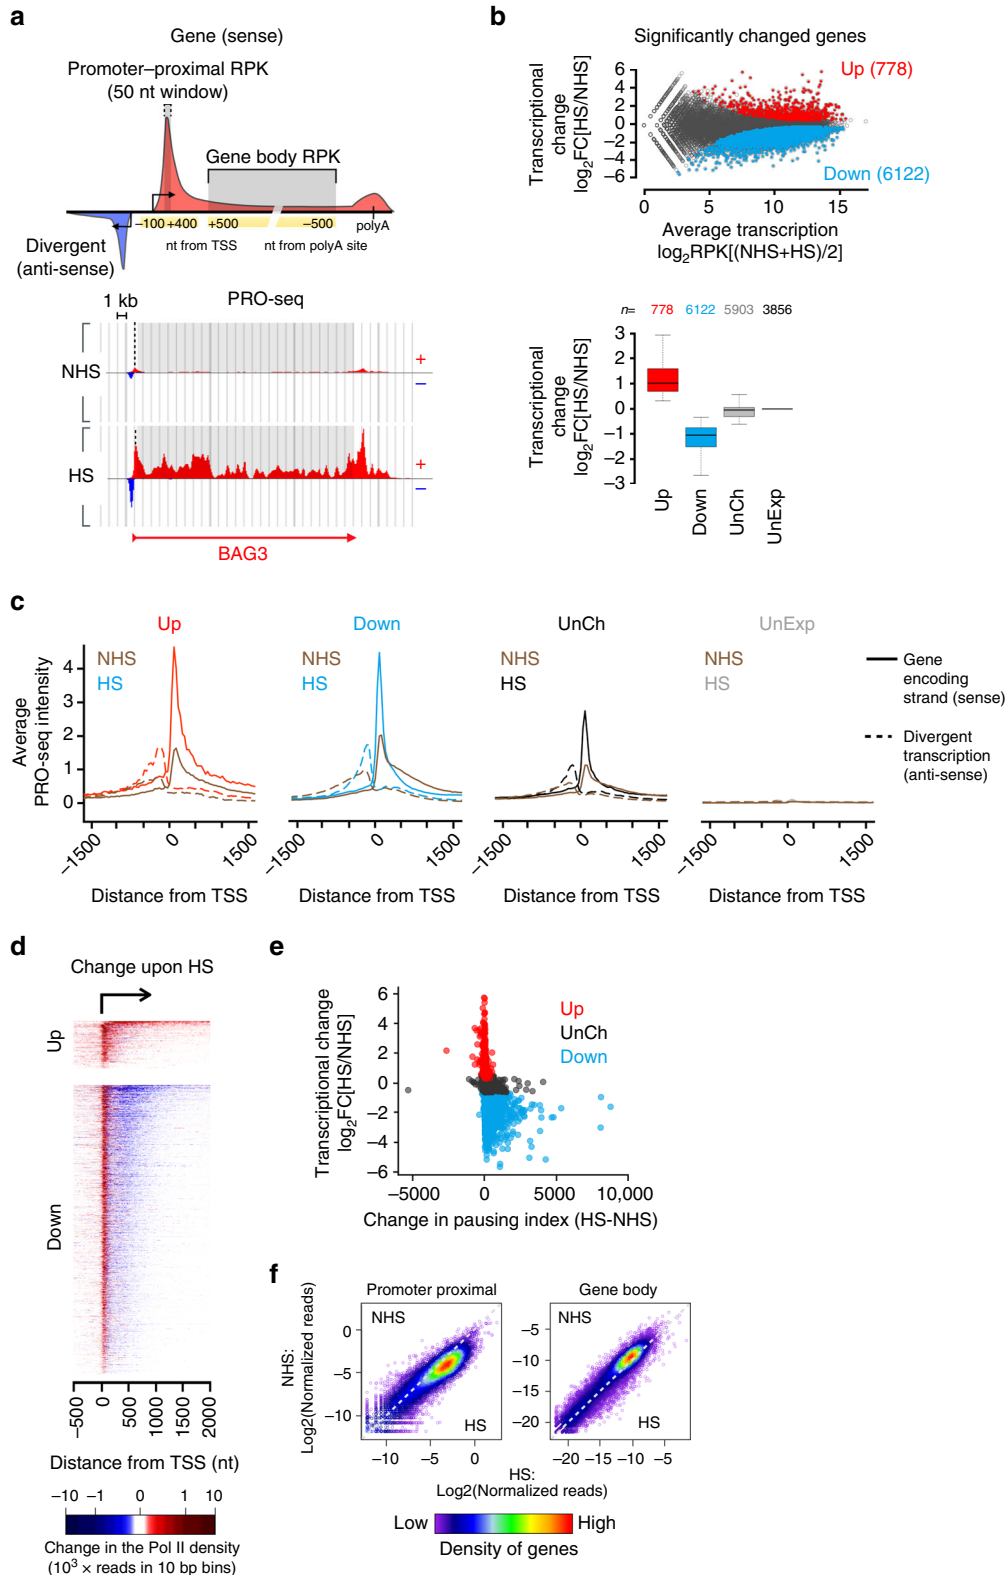 a
Gene (sense)
Promoter–proximal RPK
(50 nt window)
Gene body RPK
–100 +400 +500 –500 polyA
Divergent
(anti-sense)
nt from TSS nt from polyA site
1 kb PRO-seq
NHS
+
–
HS
+
–
BAG3
b
Significantly changed genes
Transcriptional
change
log2FC[HS/NHS]
6
4
2
0
–2
–4
–6
Up (778)
Down (6122)
0 5 10 15
Average transcription
log2RPK[(NHS+HS)/2]
n= 778 6122 5903 3856
Transcriptional
change
log2FC[HS/NHS]
3
2
1
0
–1
–2
–3
Up Down UnCh UnExp
c
Up Down UnCh UnExp
NHS NHS NHS NHS
HS HS HS HS
Average
PRO-seq intensity
4
3
2
1
0
–1500 0 1500 –1500 0 1500 –1500 0 1500 –1500 0 1500
Distance from TSS Distance from TSS Distance from TSS Distance from TSS
Gene
encoding
strand (sense)
Divergent
transcription
(anti-sense)
d
Change upon HS
Up
Down
–500 0 500 1000 1500 2000
Distance from TSS (nt)
–10 –1 0 1 10
Change in the Pol II density
(10³ × reads in 10 bp bins)
e
Transcriptional change
log2FC[HS/NHS]
6
4
2
0
–2
–4
–6
Up
UnCh
Down
–5000 0 5000 10,000
Change in pausing index (HS-NHS)
f
Promoter proximal Gene body
NHS:
Log2(Normalized reads)
0
–5
–10
NHS
HS
–10 –5 0
–5
–10
–15
–20
NHS
HS
–20 –15 –10 –5
HS:
Log2(Normalized reads)
Low High
Density of genes